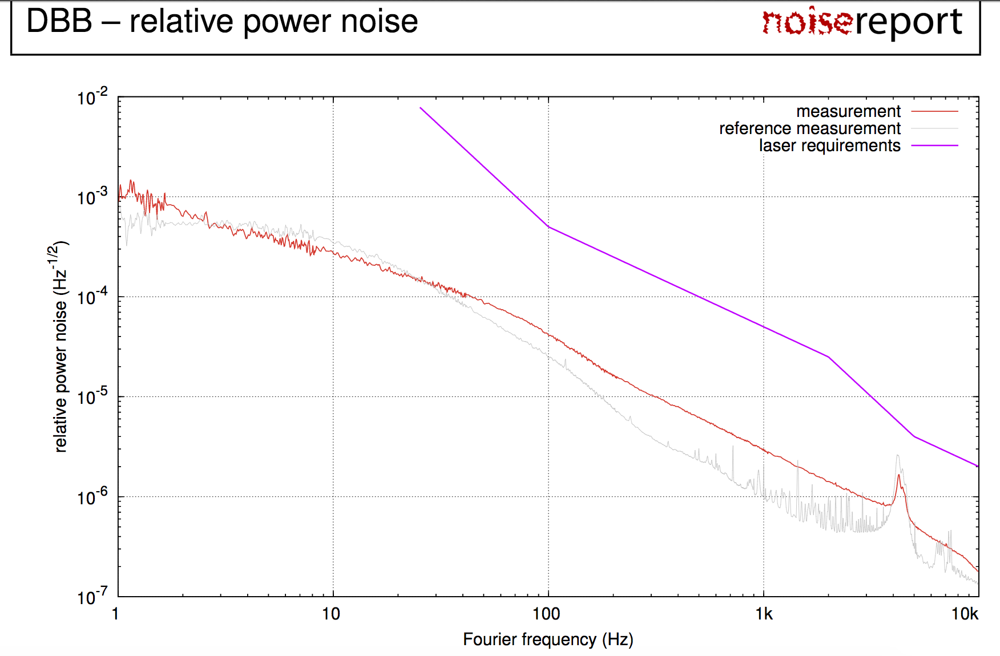 DBB – relative power noise
noisereport
10-2
10-3
10-4
10-5
10-6
10-7
relative power noise (Hz-1/2)
measurement
reference measurement
laser requirements
1
10
100
1k
10k
Fourier frequency (Hz)